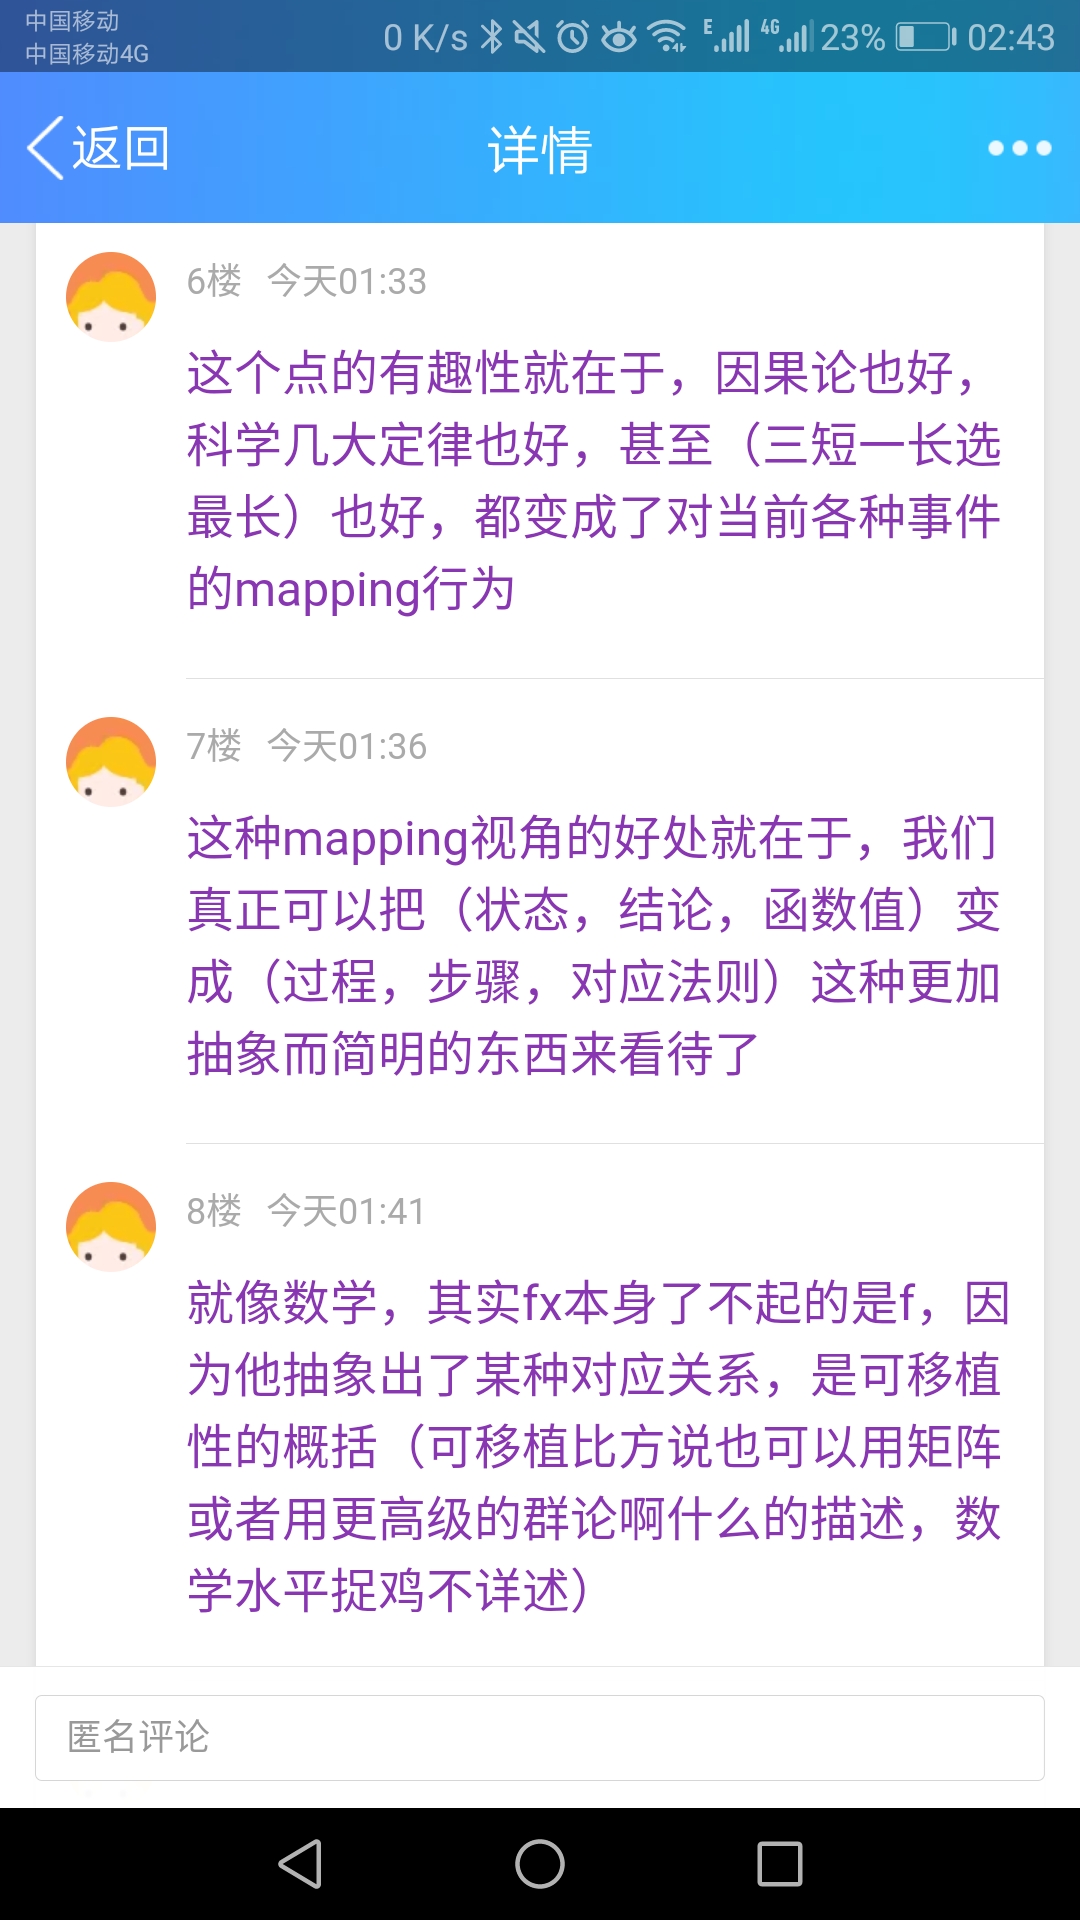 中国移动
中国移动4G
0 K/s
E
4G
23%
02:43
返回
详情
6楼 今天01:33
这个点的有趣性就在于，因果论也好，
科学几大定律也好，甚至（三短一长选
最长）也好，都变成了对当前各种事件
的mapping行为
7楼 今天01:36
这种mapping视角的好处就在于，我们
真正可以把（状态，结论，函数值）变
成（过程，步骤，对应法则）这种更加
抽象而简明的东西来看待了
8楼 今天01:41
就像数学，其实fx本身了不起的是f，因
为他抽象出了某种对应关系，是可移植
性的概括（可移植比方说也可以用矩阵
或者用更高级的群论啊什么的描述，数
学水平捉鸡不详述）
匿名评论